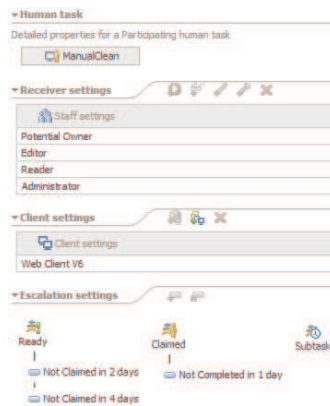 Human task
Detailed properties for a Participating human task
ManualClean
Receiver settings
Staff settings
Potential Owner
Editor
Reader
Administrator
Client settings
Client settings
Web Client V6
Escalation settings
Ready
Claimed
Subtask
Not Claimed in 2 days
Not Completed in 1 day
Not Claimed in 4 days